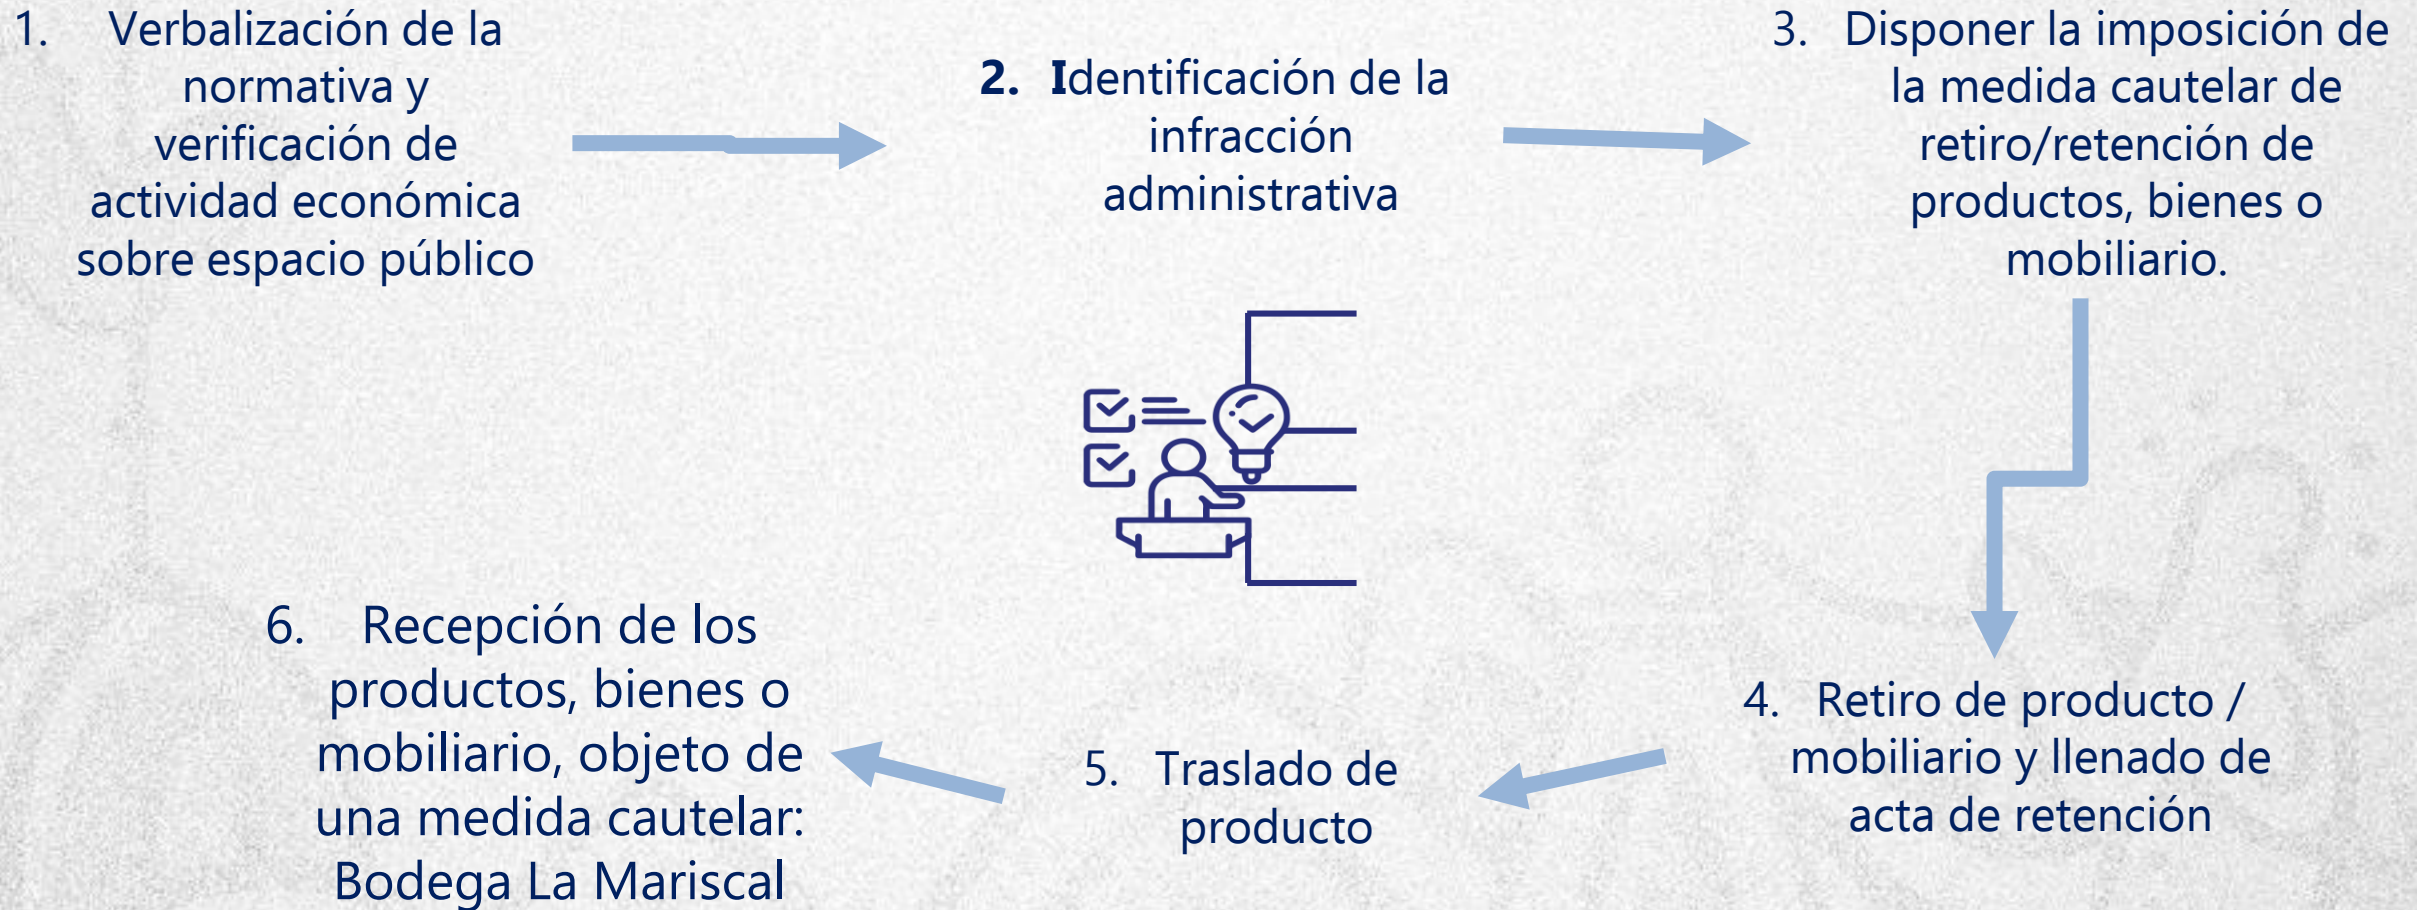 1. Verbalización de la
normativa y
verificación de
actividad económica
sobre espacio público
2. Identificación de la
infracción
administrativa
3. Disponer la imposición de
la medida cautelar de
retiro/retención de
productos, bienes o
mobiliario.
4. Retiro de producto /
mobiliario y llenado de
acta de retención
5. Traslado de
producto
6. Recepción de los
productos, bienes o
mobiliario, objeto de
una medida cautelar:
Bodega La Mariscal